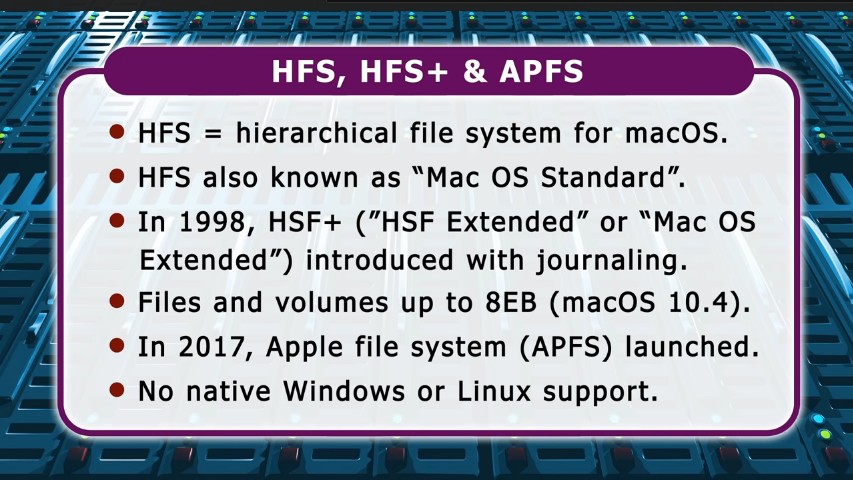 HFS, HFS+ & APFS
• HFS = hierarchical file system for macOS.
• HFS also known as “Mac OS Standard”.
• In 1998, HSF+ (”HSF Extended” or “Mac OS
Extended”) introduced with journaling.
• Files and volumes up to 8EB (macOS 10.4).
• In 2017, Apple file system (APFS) launched.
• No native Windows or Linux support.